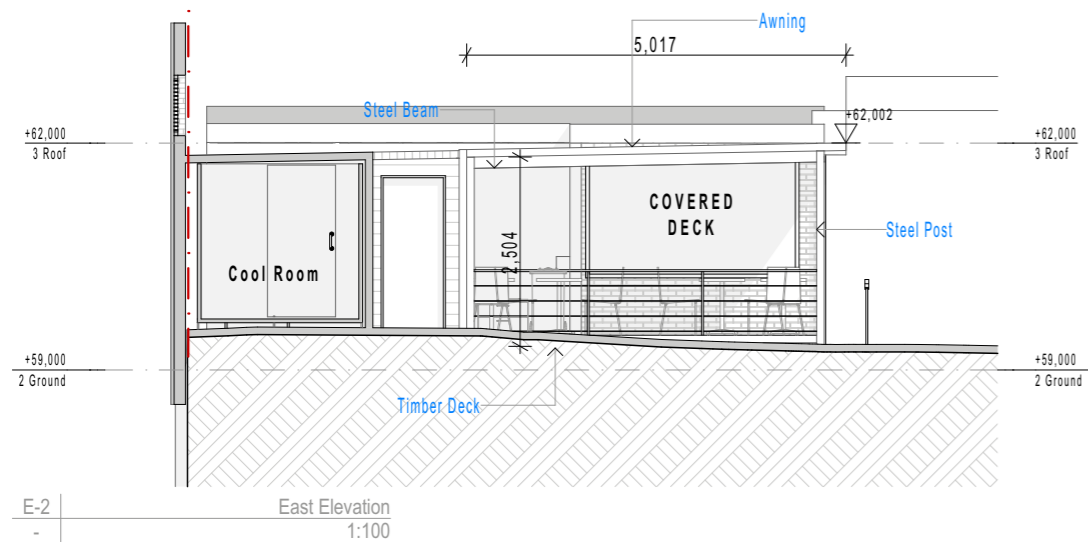 Awning
5,017
Steel Beam
+62,002
+62,000
3 Roof
+62,000
3 Roof
COVERED
DECK
Steel Post
2,504
Cool Room
+59,000
2 Ground
+59,000
2 Ground
Timber Deck
E-2
East Elevation
-
1:100